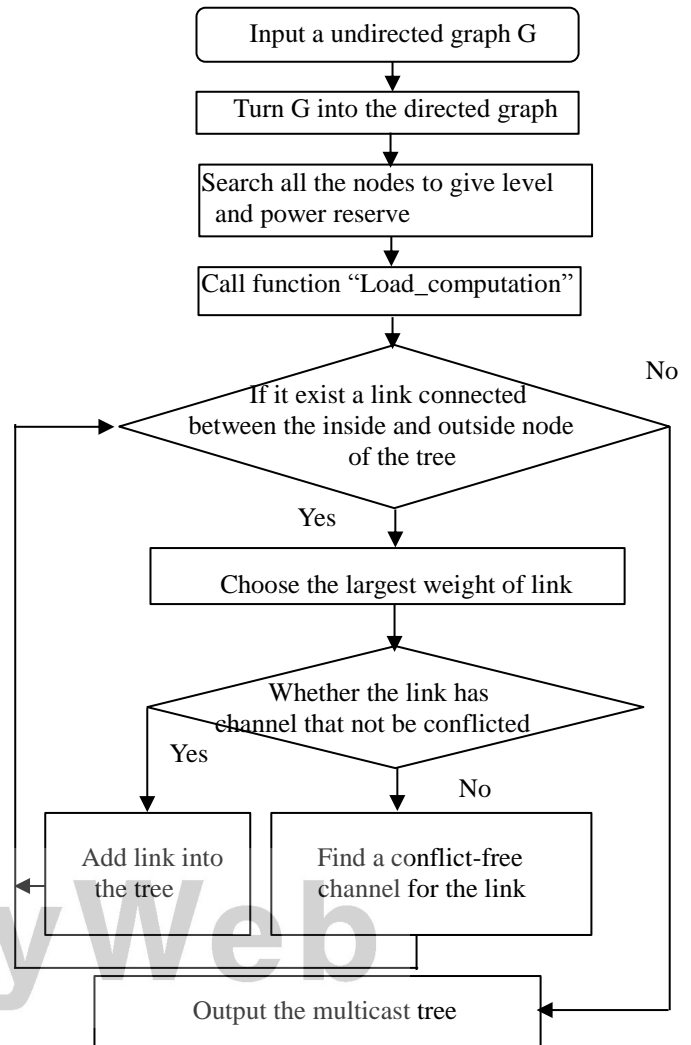 Input a undirected graph G
Turn G into the directed graph
Search all the nodes to give level
and power reserve
Call function “Load_computation”
No
If it exist a link connected
between the inside and outside node
of the tree
Yes
Choose the largest weight of link
Whether the link has
channel that not be conflicted
Yes
No
Add link into
the tree
Find a conflict-free
channel for the link
yWeb
Output the multicast tree